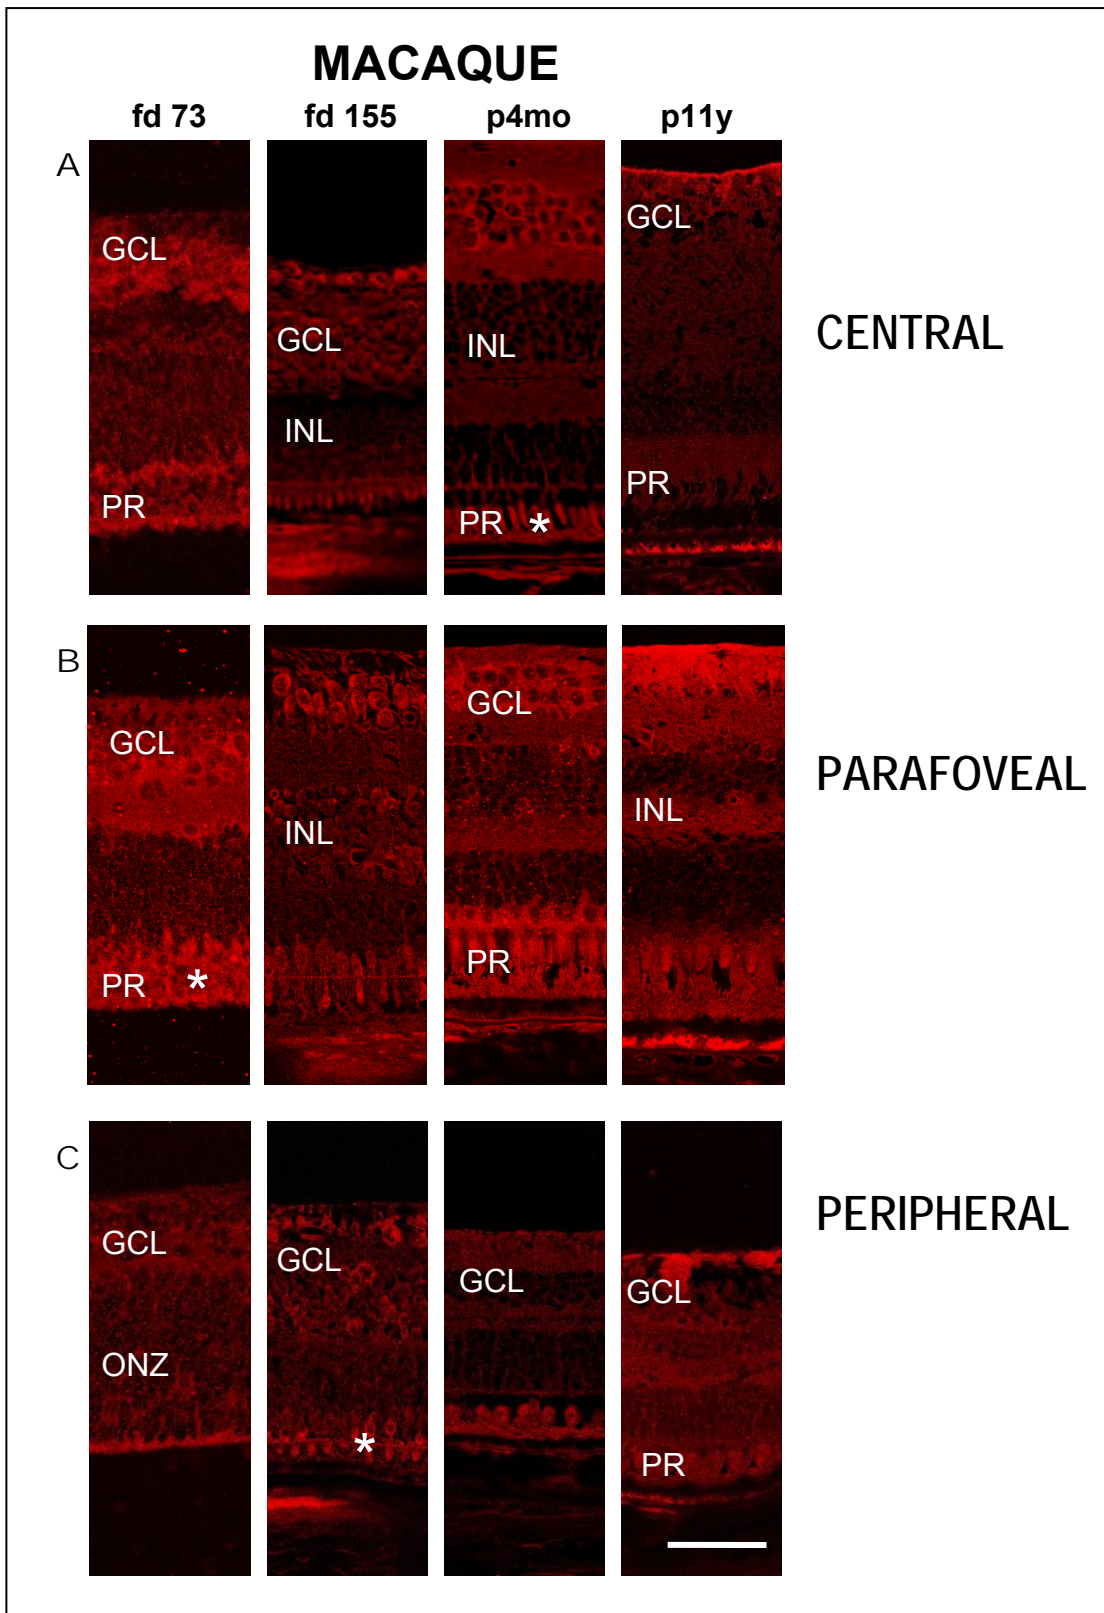 MACAQUE
fd 73 fd 155 p4mo p11y
A
GCL
PR
GCL
INL
INL
PR *
GCL
PR
CENTRAL
B
GCL
PR *
INL
GCL
PR
INL
PARAFOVEAL
C
GCL
ONZ
GCL
*
GCL
GCL
PR
PERIPHERAL